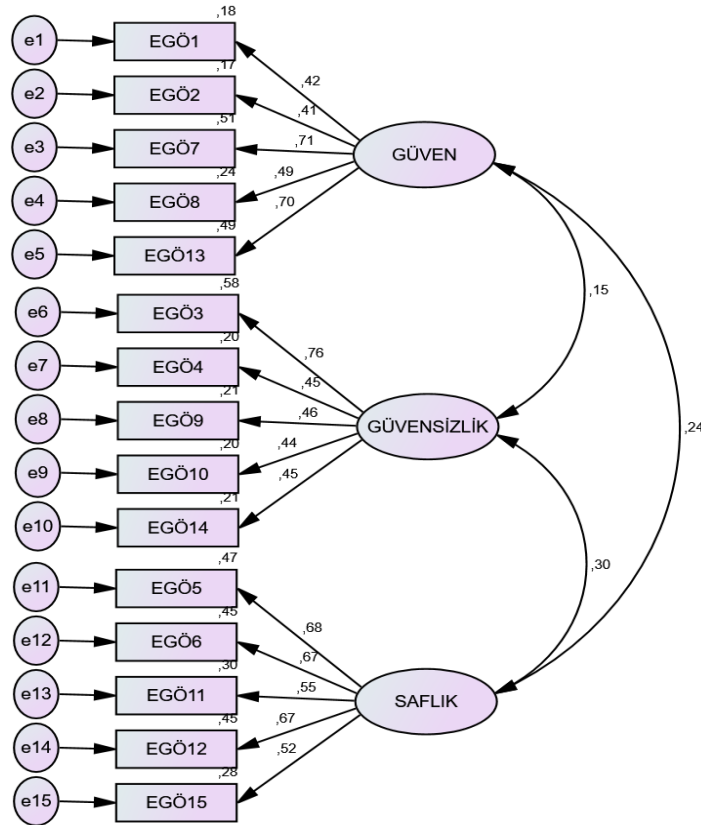 ,18
e1 EGÖ1
,42
,17
e2 EGÖ2
,41
,51
e3 EGÖ7
,71
GÜVEN
,24
e4 EGÖ8
,49
,70
,49
e5 EGÖ13
,58
e6 EGÖ3
,15
,20
,76
e7 EGÖ4
,45
,21
e8 EGÖ9
,46
GÜVENSİZLİK
,24
,20
e9 EGÖ10
,44
,45
,21
e10 EGÖ14
,47
e11 EGÖ5
,30
,68
,45
e12 EGÖ6
,67
,30
e13 EGÖ11
,55
SAFLIK
,45
e14 EGÖ12
,67
,52
,28
e15 EGÖ15